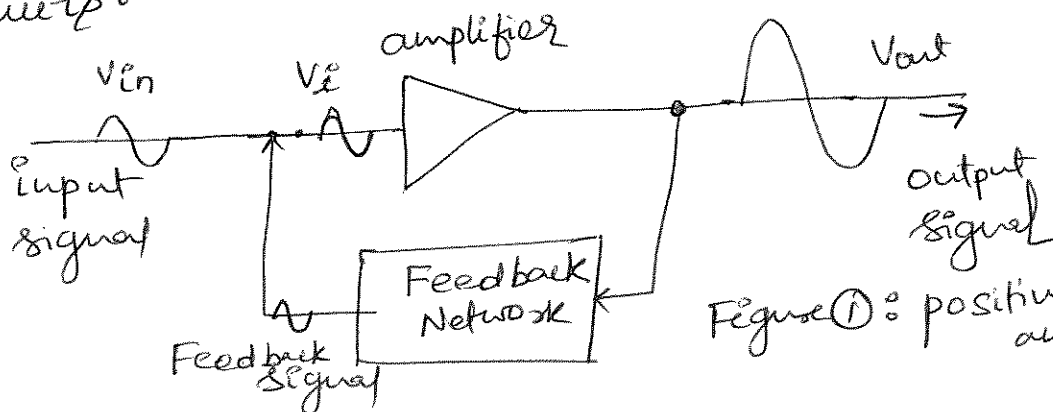 amplifier
Vin
Vi
Vout
input
signal
output
signal
Feedback
Network
Feedback
signal
Figure ① : positive